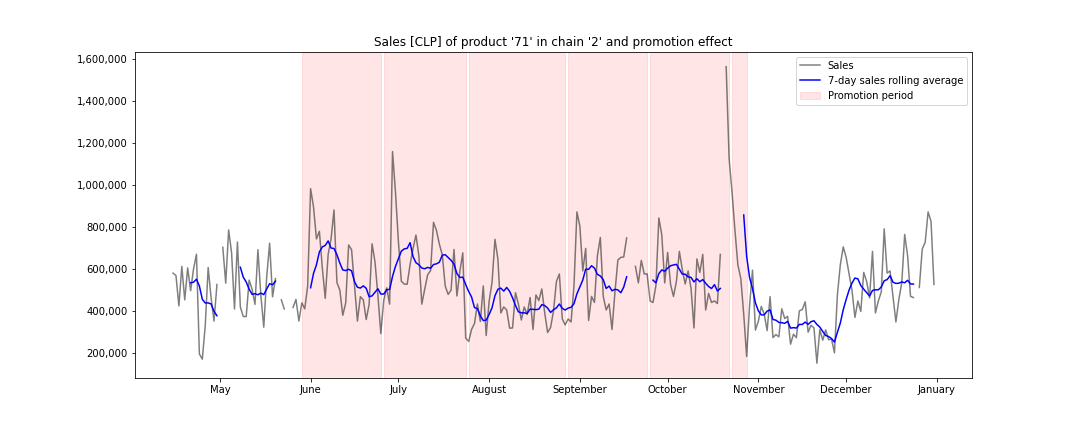 Sales [CLP] of product '71' in chain '2' and promotion effect
1,600,000
1,400,000
1,200,000
1,000,000
800,000
600,000
400,000
200,000
Sales
7-day sales rolling average
Promotion period
May June July August September October November December January